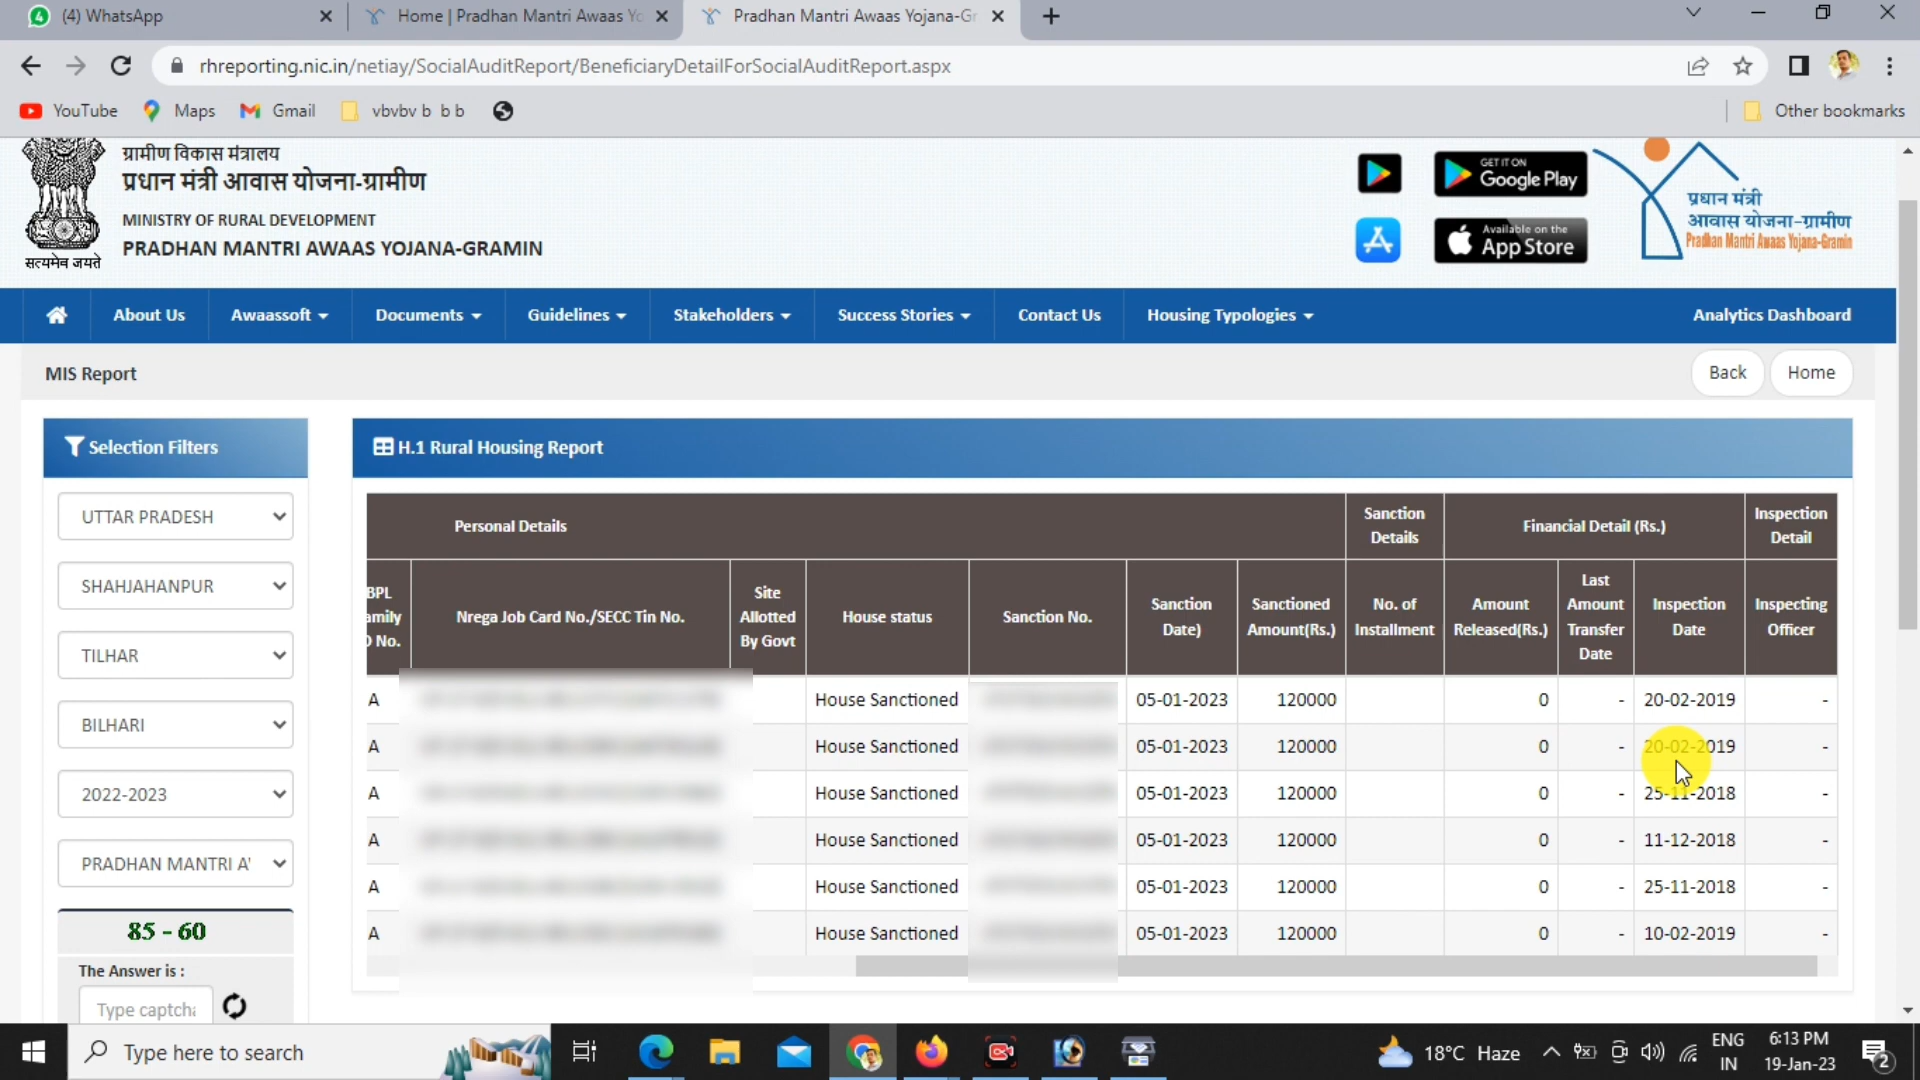 (4) WhatsApp
Home | Pradhan Mantri Awaas Yo
Pradhan Mantri Awaas Yojana-Gr
rhreporting.nic.in/netiay/SocialAuditReport/BeneficiaryDetailForSocialAuditReport.aspx
YouTube Maps Gmail vbvbv b b b Other bookmarks
ग्रामीण विकास मंत्रालय
प्रधान मंत्री आवास योजना-ग्रामीण
MINISTRY OF RURAL DEVELOPMENT
PRADHAN MANTRI AWAAS YOJANA-GRAMIN
सत्यमेव जयते
GET IT ON
Google Play
Available on the
App Store
प्रधान मंत्री
आवास योजना-ग्रामीण
Pradhan Mantri Awaas Yojana-Gramin
About Us Awaassoft Documents Guidelines Stakeholders Success Stories Contact Us Housing Typologies Analytics Dashboard
MIS Report Back Home
Selection Filters
UTTAR PRADESH
SHAHJAHANPUR
TILHAR
BILHARI
2022-2023
PRADHAN MANTRI A
85 - 60
The Answer is :
Type captcha
H.1 Rural Housing Report
Personal Details
Sanction
Details
Financial Detail (Rs.)
Inspection
Detail
BPL
amily
D No.
Nrega Job Card No./SECC Tin No.
Site
Allotted
By Govt
House status
Sanction No.
Sanction
Date)
Sanctioned
Amount(Rs.)
No. of
Installment
Amount
Released(Rs.)
Last
Amount
Transfer
Date
Inspection
Date
Inspecting
Officer
A House Sanctioned 05-01-2023 120000 0 - 20-02-2019 -
A House Sanctioned 05-01-2023 120000 0 - 20-02-2019 -
A House Sanctioned 05-01-2023 120000 0 - 25-11-2018 -
A House Sanctioned 05-01-2023 120000 0 - 11-12-2018 -
A House Sanctioned 05-01-2023 120000 0 - 25-11-2018 -
A House Sanctioned 05-01-2023 120000 0 - 10-02-2019 -
Type here to search
18°C Haze
ENG
IN
6:13 PM
19-Jan-23
2